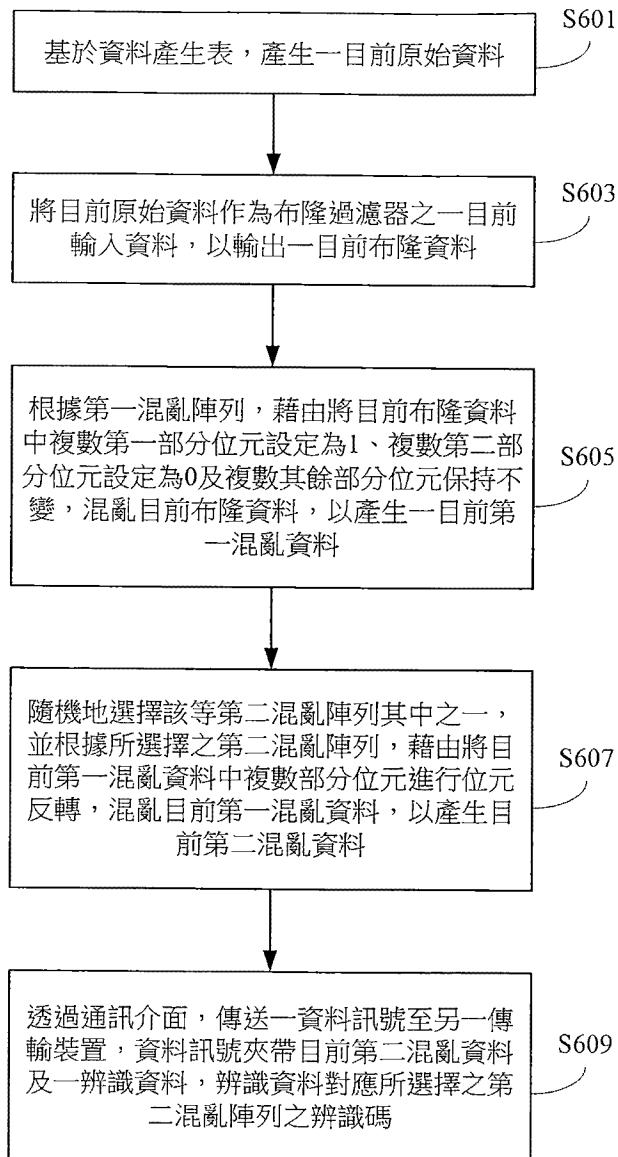 S601
基於資料產生表，產生一目前原始資料
S603
將目前原始資料作為布隆過濾器之一目前
輸入資料，以輸出一目前布隆資料
根據第一混亂陣列，藉由將目前布隆資料
中複數第一部分位元設定為1、複數第二部
分位元設定為0及複數其餘部分位元保持不
變，混亂目前布隆資料，以產生一目前第
一混亂資料
S605
隨機地選擇該等第二混亂陣列其中之一，
並根據所選擇之第二混亂陣列，藉由將目
前第一混亂資料中複數部分位元進行位元
反轉，混亂目前第一混亂資料，以產生目
前第二混亂資料
S607
透過通訊介面，傳送一資料訊號至另一傳
輸裝置，資料訊號夾帶目前第二混亂資料
及一辨識資料，辨識資料對應所選擇之第
二混亂陣列之辨識碼
S609